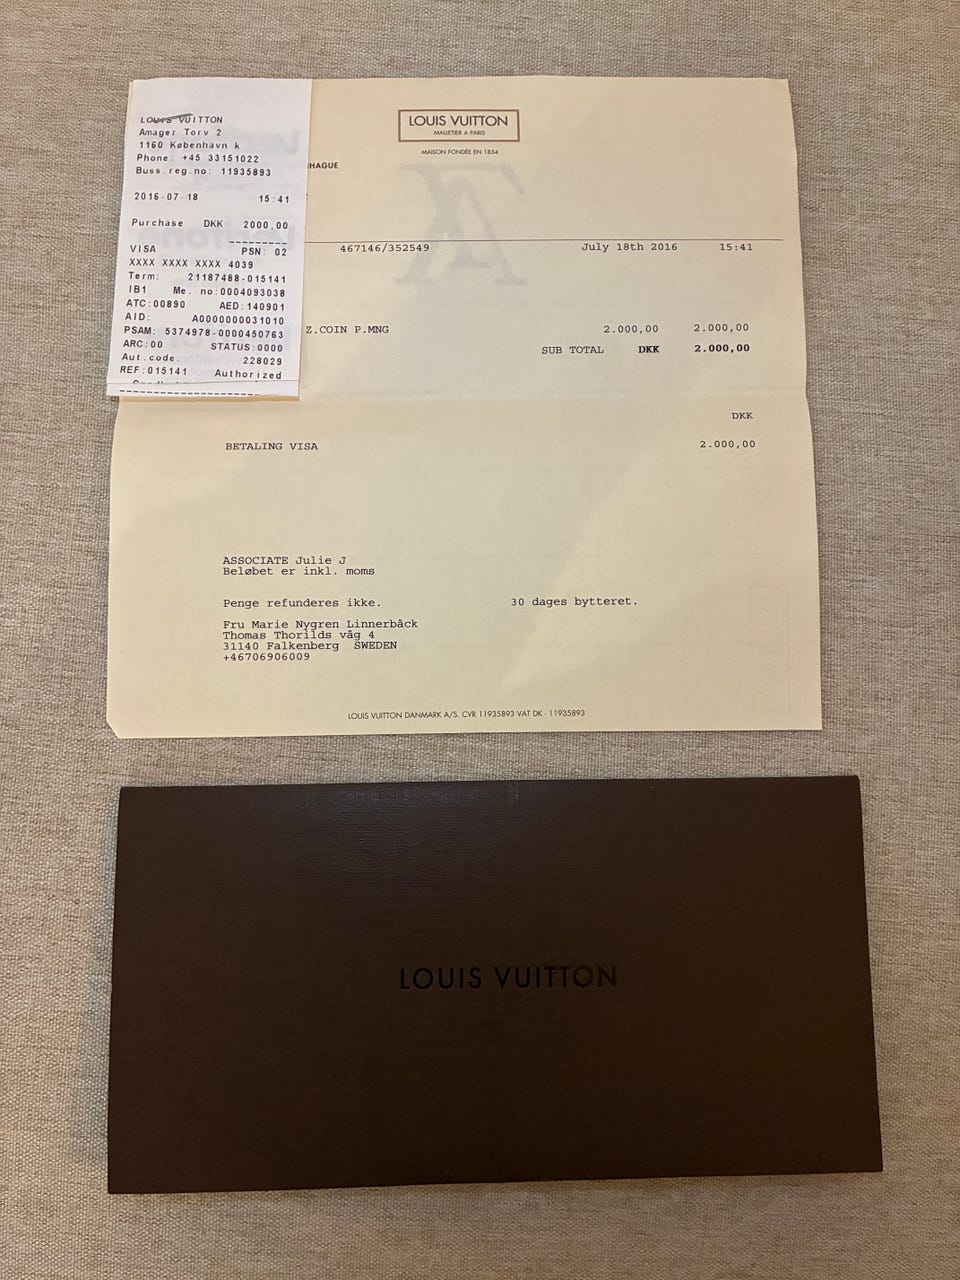 LOUIS VUITTON
Amager Torv 2
1160 København k
Phone: +45 33151022
Buss.reg.no: 11935893
2016-07-18 15:41
Purchase DKK 2000.00
VISA PSN: 02
XXXX XXXX XXXX 4039
Term: 21187488-015141
IB1 Me. no:0004093038
ATC:00890 AED:140901
AID: A0000000031010
PSAM: 5374978-0000450763
ARC:00 STATUS:0000
Aut.code: 228029
REF:015141 Authorized
LOUIS VUITTON
MALLETIER A PARIS
MAISON FONDÉE EN 1854
HAGUE
467146/352549 July 18th 2016 15:41
Z.COIN P.MNG 2.000,00 2.000,00
SUB TOTAL DKK 2.000,00
DKK
BETALING VISA 2.000,00
ASSOCIATE Julie J
Beløbet er inkl. moms
Penge refunderes ikke. 30 dages bytteret.
Fru Marie Nygren Linnerbäck
Thomas Thorilds väg 4
31140 Falkenberg SWEDEN
+46706906009
LOUIS VUITTON DANMARK A/S. CVR 11935893 VAT DK - 11935893
LOUIS VUITTON